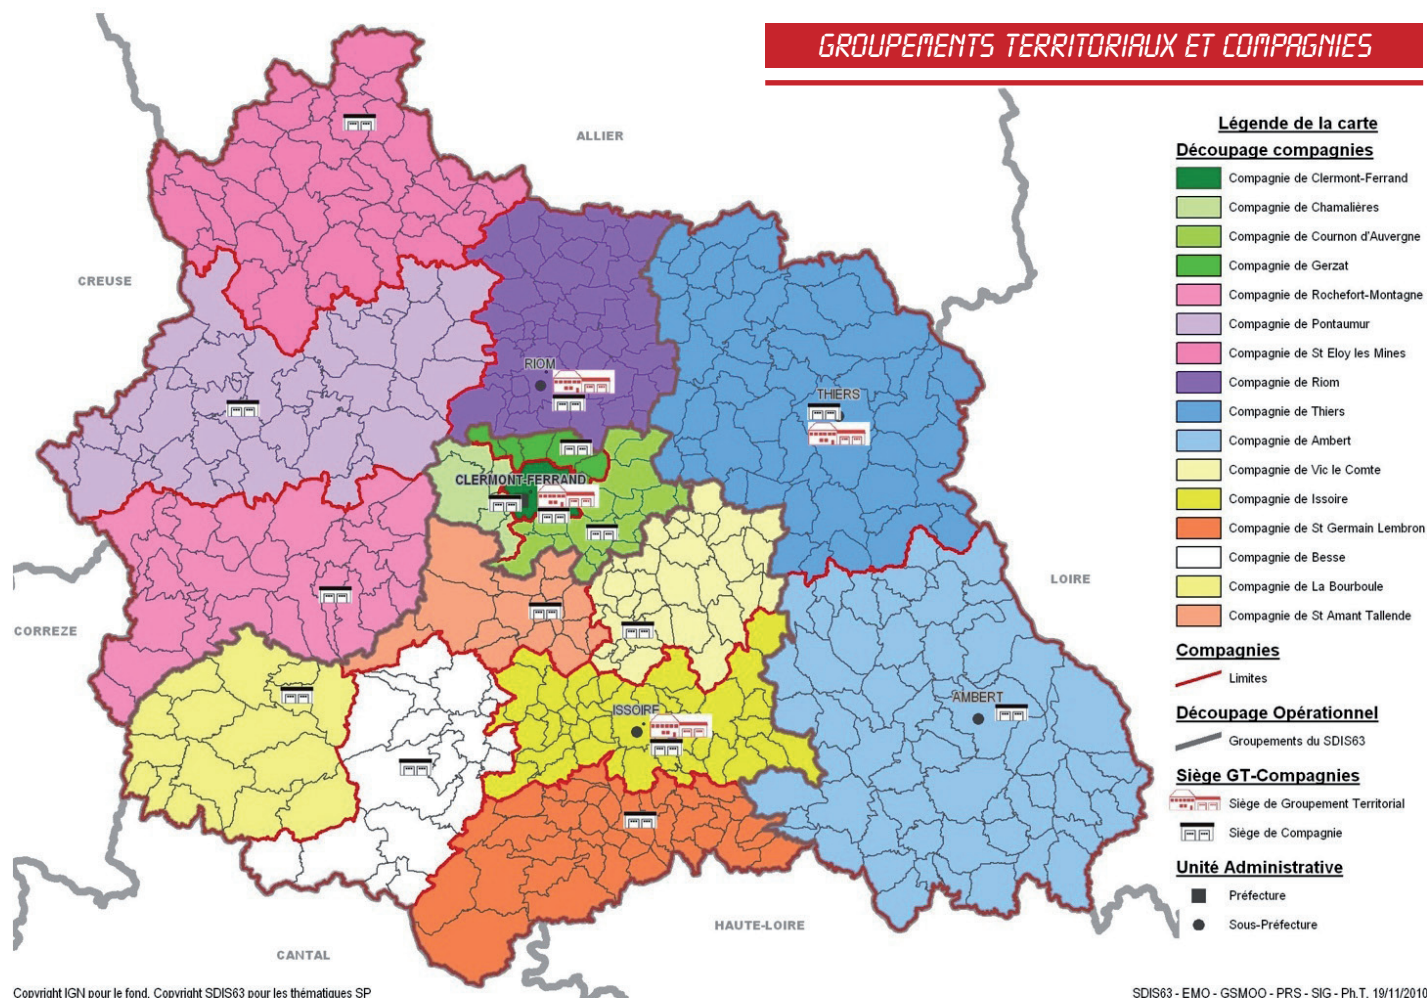 GROUPEMENTS TERRITORIAUX ET COMPAGNIES
ALLIER
CREUSE
CORREZE
CANTAL
HAUTE-LOIRE
LOIRE
RIOM
THIERS
CLERMONT-FERRAND
ISSOIRE
AMBERT
Légende de la carte
Découpage compagnies
Compagnie de Clermont-Ferrand
Compagnie de Chamalières
Compagnie de Cournon d'Auvergne
Compagnie de Gerzat
Compagnie de Rochefort-Montagne
Compagnie de Pontaumur
Compagnie de St Eloy les Mines
Compagnie de Riom
Compagnie de Thiers
Compagnie de Ambert
Compagnie de Vic le Comte
Compagnie de Issoire
Compagnie de St Germain Lembron
Compagnie de Besse
Compagnie de La Bourboule
Compagnie de St Amant Tallende
Compagnies
Limites
Découpage Opérationnel
Groupements du SDIS63
Siège GT-Compagnies
Siège de Groupement Territorial
Siège de Compagnie
Unité Administrative
Préfecture
Sous-Préfecture
Copyright IGN pour le fond, Copyright SDIS63 pour les thématiques SP
SDIS63 - EMO - GSMOO - PRS - SIG - Ph.T. 19/11/2010